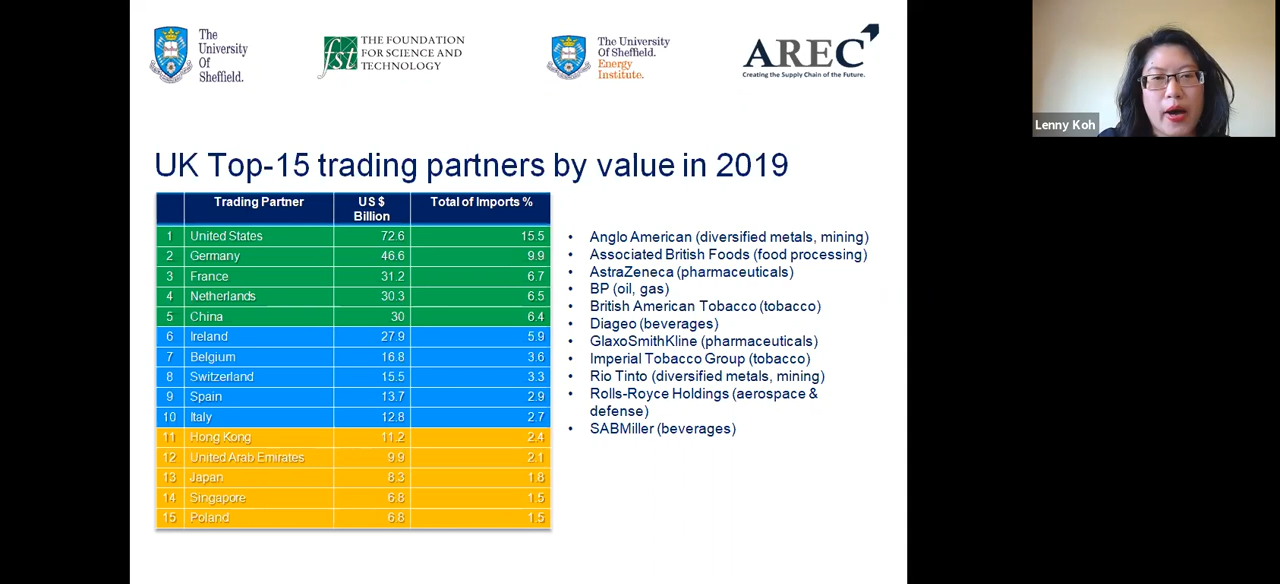 The
University
Of
Sheffield.
fst
THE FOUNDATION
FOR SCIENCE AND
TECHNOLOGY
The University
Of Sheffield.
Energy
Institute.
AREC
Creating the Supply Chain of the Future.
Lenny Koh
UK Top-15 trading partners by value in 2019
Trading Partner US $ Billion Total of Imports %
1 United States 72.6 15.5
2 Germany 46.6 9.9
3 France 31.2 6.7
4 Netherlands 30.3 6.5
5 China 30 6.4
6 Ireland 27.9 5.9
7 Belgium 16.8 3.6
8 Switzerland 15.5 3.3
9 Spain 13.7 2.9
10 Italy 12.8 2.7
11 Hong Kong 11.2 2.4
12 United Arab Emirates 9.9 2.1
13 Japan 8.3 1.8
14 Singapore 6.8 1.5
15 Poland 6.8 1.5
• Anglo American (diversified metals, mining)
• Associated British Foods (food processing)
• AstraZeneca (pharmaceuticals)
• BP (oil, gas)
• British American Tobacco (tobacco)
• Diageo (beverages)
• GlaxoSmithKline (pharmaceuticals)
• Imperial Tobacco Group (tobacco)
• Rio Tinto (diversified metals, mining)
• Rolls-Royce Holdings (aerospace &
defense)
• SABMiller (beverages)